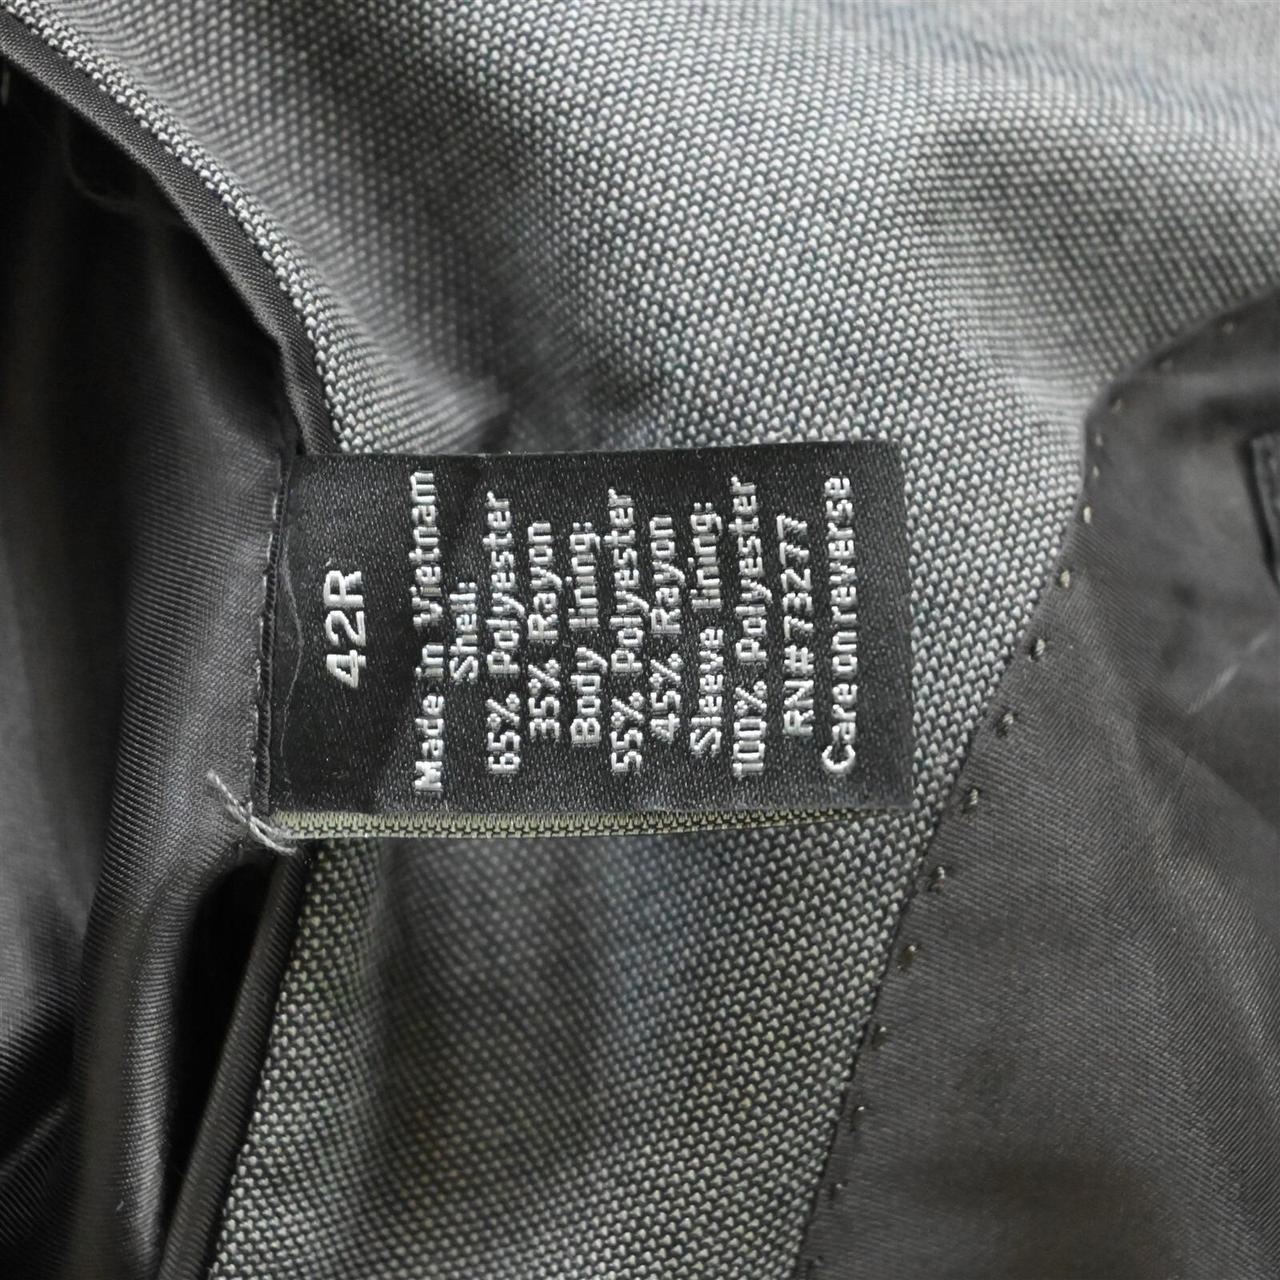 42R
Made in Vietnam
Shell:
65% Polyester
35% Rayon
Body lining:
55% Polyester
45% Rayon
Sleeve lining:
100% Polyester
RN#73277
Care on reverse